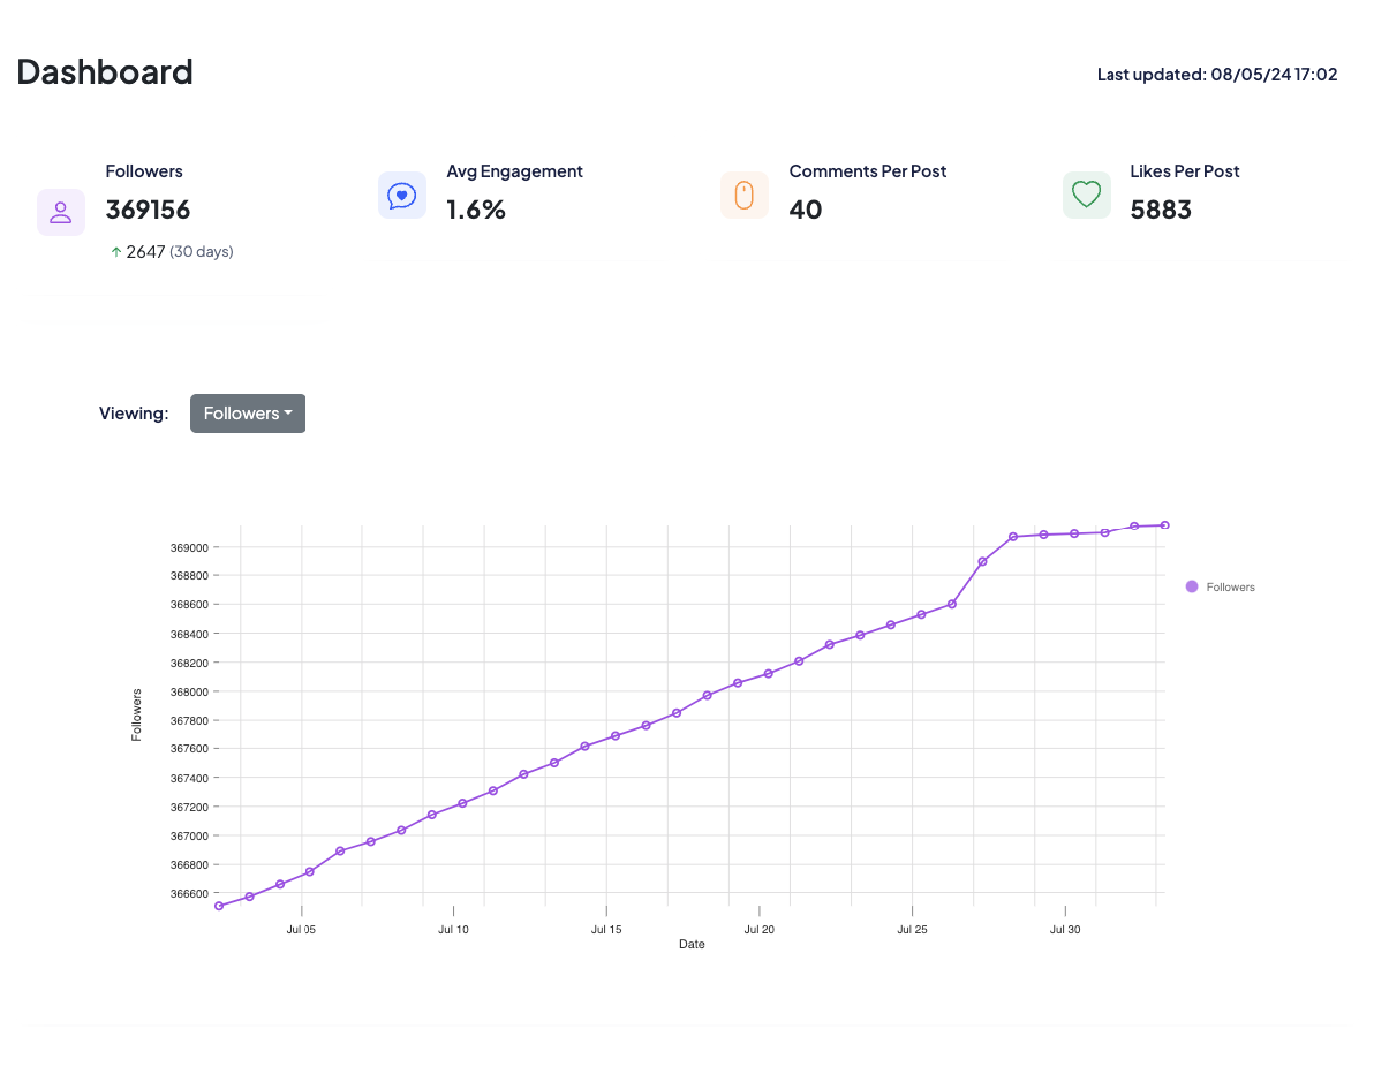 Dashboard
Last updated: 08/05/24 17:02
Followers
369156
2647 (30 days)
Avg Engagement
1.6%
Comments Per Post
40
Likes Per Post
5883
Viewing:
Followers
Followers
369000
368800
368600
368400
368200
368000
367800
367600
367400
367200
367000
366800
366600
Jul 05
Jul 10
Jul 15
Jul 20
Jul 25
Jul 30
Date
Followers